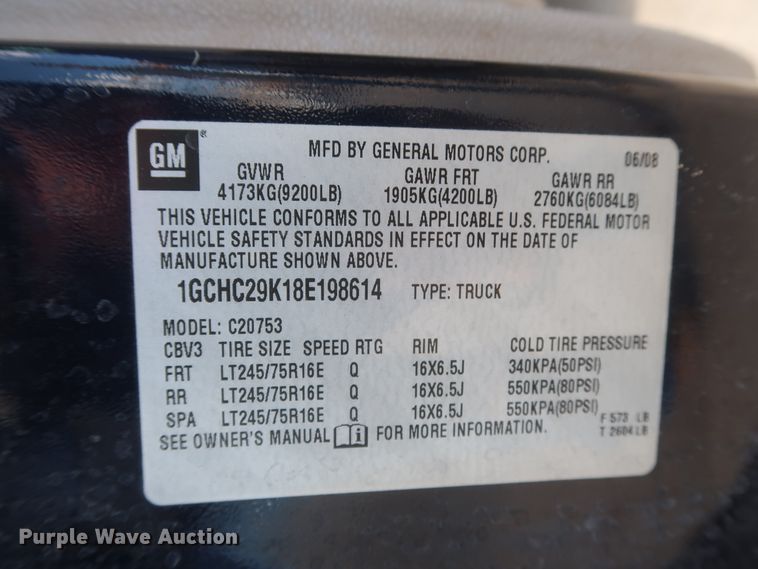 GM ® MFD BY GENERAL MOTORS CORP. 06/08
GVWR GAWR FRT GAWR RR
4173KG(9200LB) 1905KG(4200LB) 2760KG(6084LB)
THIS VEHICLE CONFORMS TO ALL APPLICABLE U.S. FEDERAL MOTOR
VEHICLE SAFETY STANDARDS IN EFFECT ON THE DATE OF
MANUFACTURE SHOWN ABOVE.
1GCHC29K18E198614 TYPE: TRUCK
MODEL: C20753
CBV3 TIRE SIZE SPEED RTG RIM COLD TIRE PRESSURE
FRT LT245/75R16E Q 16X6.5J 340KPA(50PSI)
RR LT245/75R16E Q 16X6.5J 550KPA(80PSI)
SPA LT245/75R16E Q 16X6.5J 550KPA(80PSI)
F 573 LB
SEE OWNER'S MANUAL i FOR MORE INFORMATION.
T 2604 LB
Purple Wave Auction